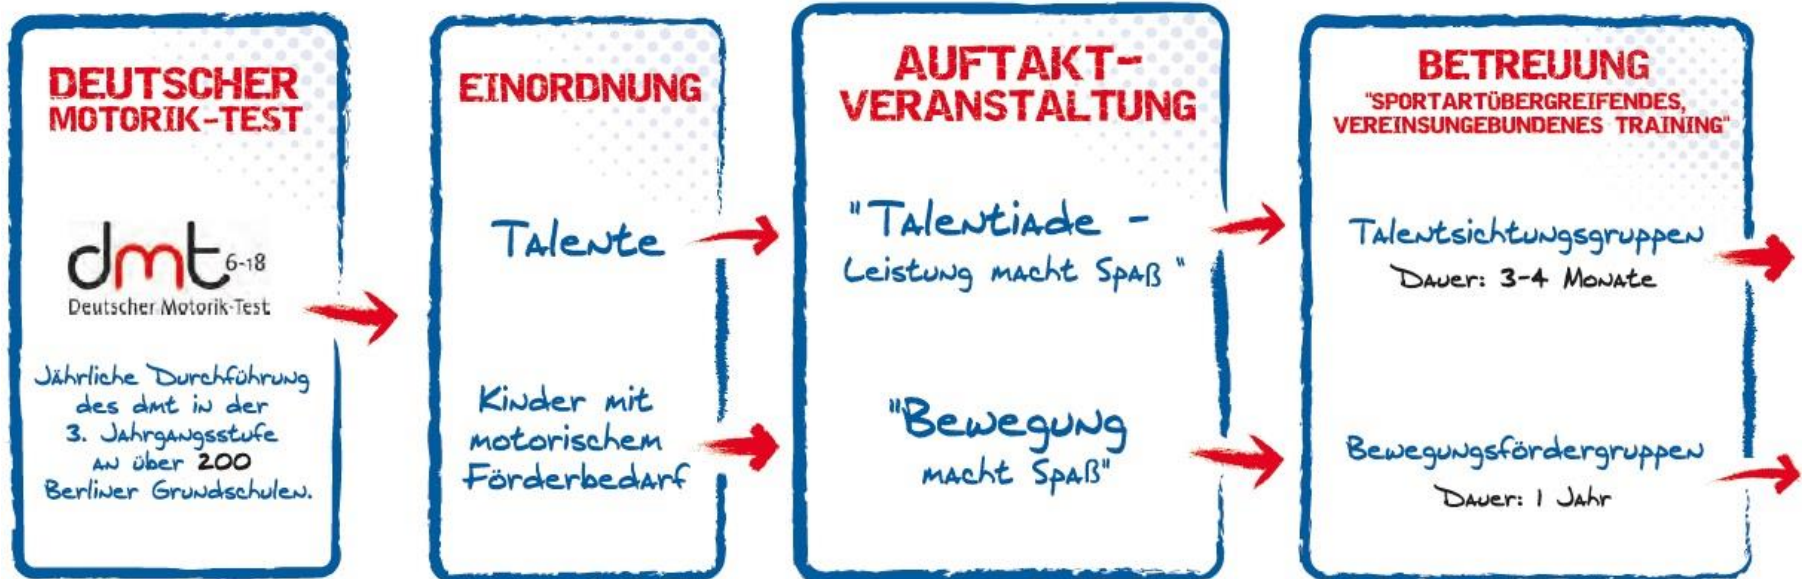 DEUTSCHER
MOTORIK-TEST
dmt 6-18
Deutscher Motorik-Test
Jährliche Durchführung
des dmt in der
3. Jahrgangsstufe
an über 200
Berliner Grundschulen.
EINORDNUNG
Talente
Kinder mit
motorischem
Förderbedarf
AUFTAKT-
VERANSTALTUNG
"Talentiade -
Leistung macht Spaß"
"Bewegung
macht Spaß"
BETREUUNG
"SPORTARTÜBERGREIFENDES,
VEREINSUNGEBUNDENES TRAINING"
Talentsichtungsgruppen
Dauer: 3-4 Monate
Bewegungsfördergruppen
Dauer: 1 Jahr